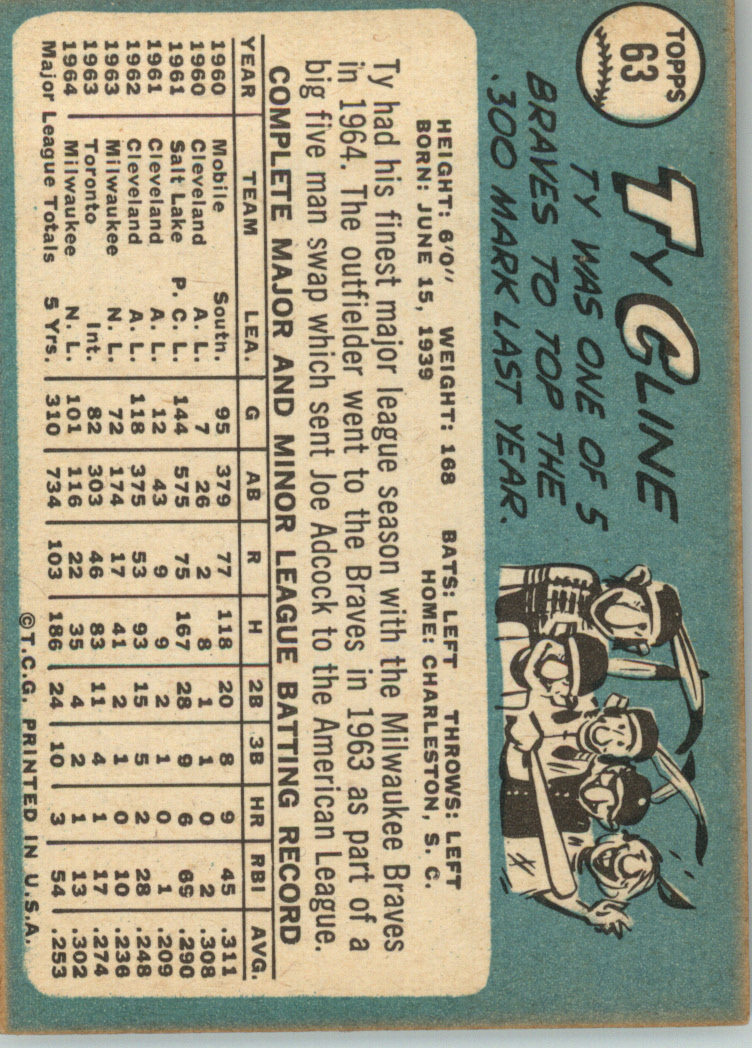 TOPPS
63
TY CLINE
TY WAS ONE OF 5
BRAVES TO TOP THE
.300 MARK LAST YEAR.
HEIGHT: 6'0" WEIGHT: 168 BATS: LEFT THROWS: LEFT
BORN: JUNE 15, 1939 HOME: CHARLESTON, S. C.
Ty had his finest major league season with the Milwaukee Braves
in 1964. The outfielder went to the Braves in 1963 as part of a
big five man swap which sent Joe Adcock to the American League.
COMPLETE MAJOR AND MINOR LEAGUE BATTING RECORD
YEAR TEAM LEA. G AB R H 2B 3B HR RBI AVG.
1960 Mobile South. 95 379 77 118 20 8 9 45 .311
1960 Cleveland A. L. 7 26 2 8 1 1 0 2 .308
1961 Salt Lake P. C. L. 144 575 75 167 28 9 6 69 .290
1961 Cleveland A. L. 12 43 9 9 2 1 0 1 .209
1962 Cleveland A. L. 118 375 53 93 15 5 2 28 .248
1963 Milwaukee N. L. 72 174 17 41 2 1 0 10 .236
1963 Toronto Int. 82 303 46 83 11 4 1 17 .274
1964 Milwaukee N. L. 101 116 22 35 4 2 1 13 .302
Major League Totals 5 Yrs. 310 734 103 186 24 10 3 54 .253
©T.C.G. PRINTED IN U.S.A.